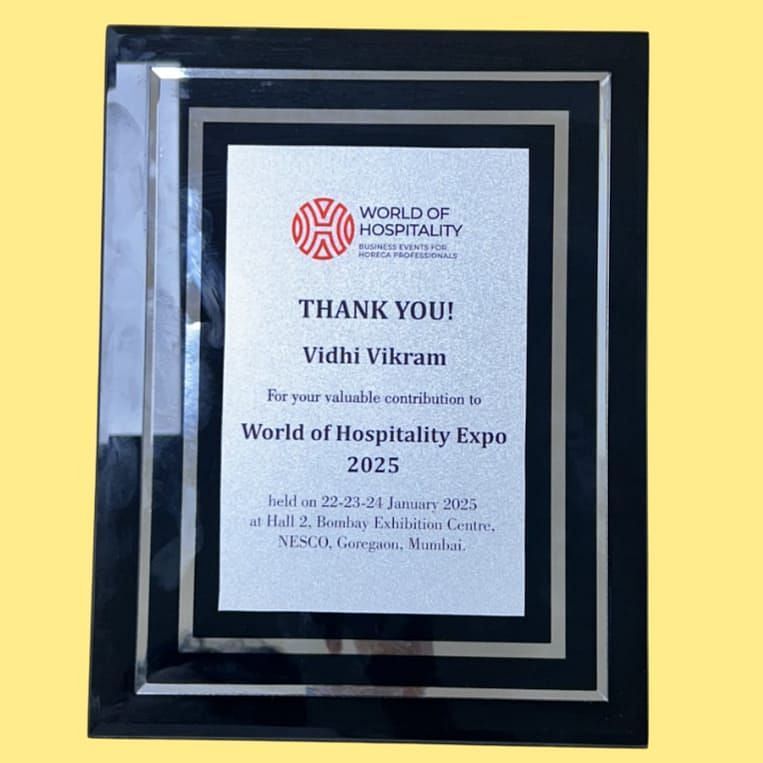 WORLD OF
HOSPITALITY
BUSINESS EVENTS FOR
HORECA PROFESSIONALS
THANK YOU!
Vidhi Vikram
For your valuable contribution to
World of Hospitality Expo
2025
held on 22-23-24 January 2025
at Hall 2, Bombay Exhibition Centre,
NESCO, Goregaon, Mumbai.